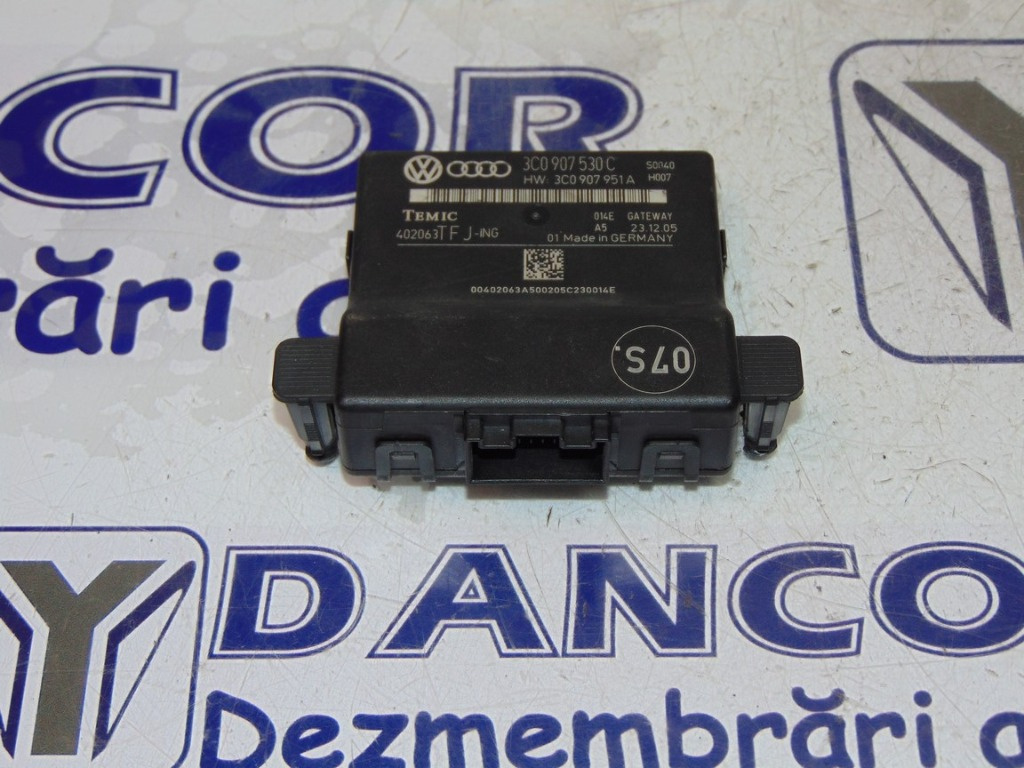 COR
rări a
3C0 907 530 C S0040
HW: 3C0 907 951 A H007
TEMIC
014E GATEWAY
A5 23.12.05
402063TFJ-ING 01 Made in GERMANY
00402063A500205C230014E
07S.
DANCO
Dezmembrări a